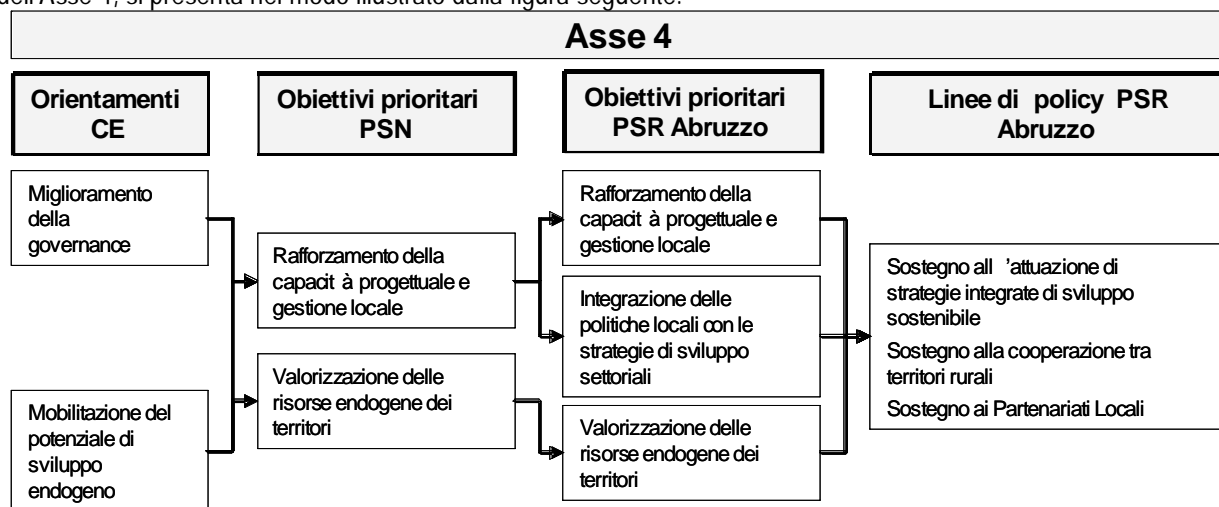 dell'Asse 4, si presenta nel modo illustrato dalla figura seguente:
Asse 4
Orientamenti
CE
Obiettivi prioritari
PSN
Obiettivi prioritari
PSR Abruzzo
Linee di policy PSR
Abruzzo
Miglioramento
della
governance
Mobilitazione del
potenziale di
sviluppo
endogeno
Rafforzamento della
capacit à progettuale e
gestione locale
Valorizzazione delle
risorse endogene dei
territori
Rafforzamento della
capacit à progettuale e
gestione locale
Integrazione delle
politiche locali con le
strategie di sviluppo
settoriali
Valorizzazione delle
risorse endogene dei
territori
Sostegno all 'attuazione di
strategie integrate di sviluppo
sostenibile
Sostegno alla cooperazione tra
territori rurali
Sostegno ai Partenariati Locali